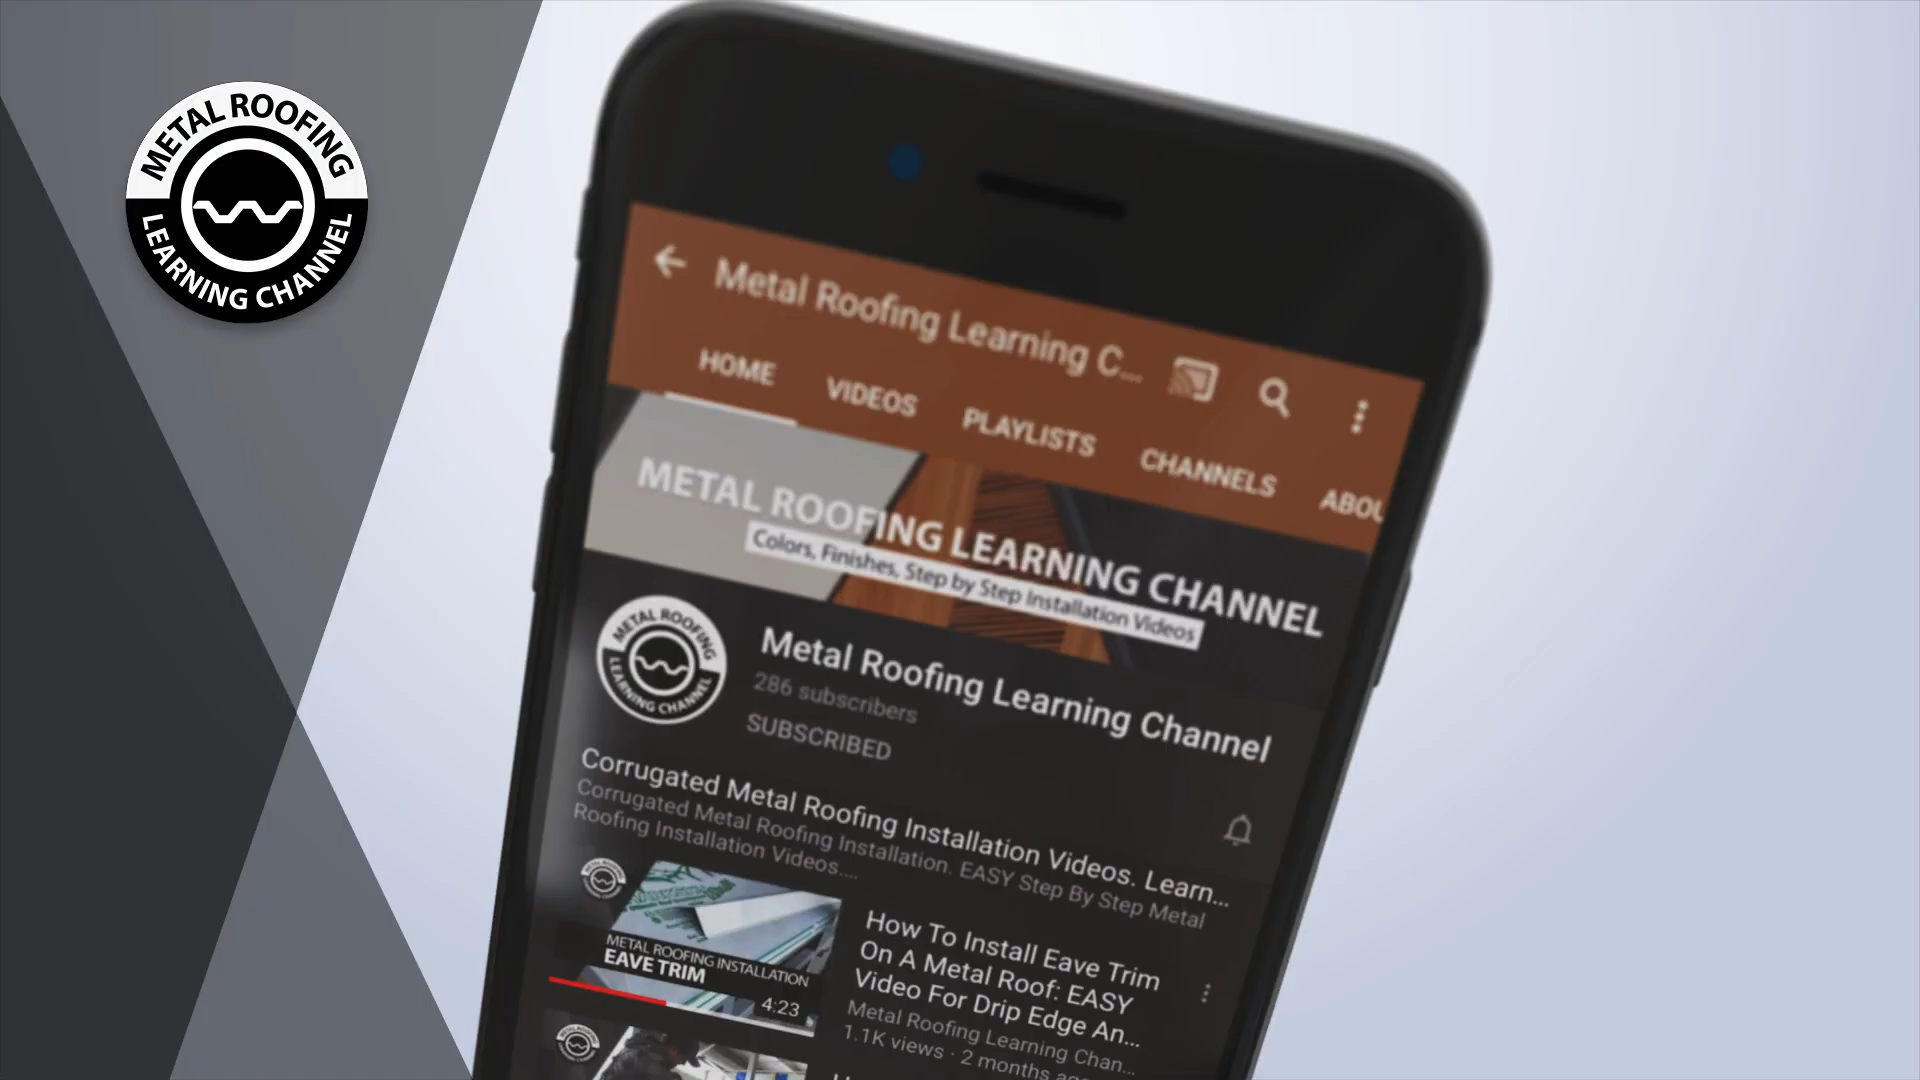 METAL ROOFING
LEARNING CHANNEL
Metal Roofing Learning C...
HOME VIDEOS PLAYLISTS CHANNELS ABOU
METAL ROOFING LEARNING CHANNEL
Colors, Finishes, Step by Step Installation Videos
METAL ROOFING
LEARNING CHANNEL
Metal Roofing Learning Channel
286 subscribers
SUBSCRIBED
Corrugated Metal Roofing Installation Videos. Learn...
Corrugated Metal Roofing Installation. EASY Step By Step Metal
Roofing Installation Videos....
METAL ROOFING INSTALLATION
EAVE TRIM
4:23
How To Install Eave Trim
On A Metal Roof: EASY
Video For Drip Edge An...
Metal Roofing Learning Chan...
1.1K views · 2 months ago